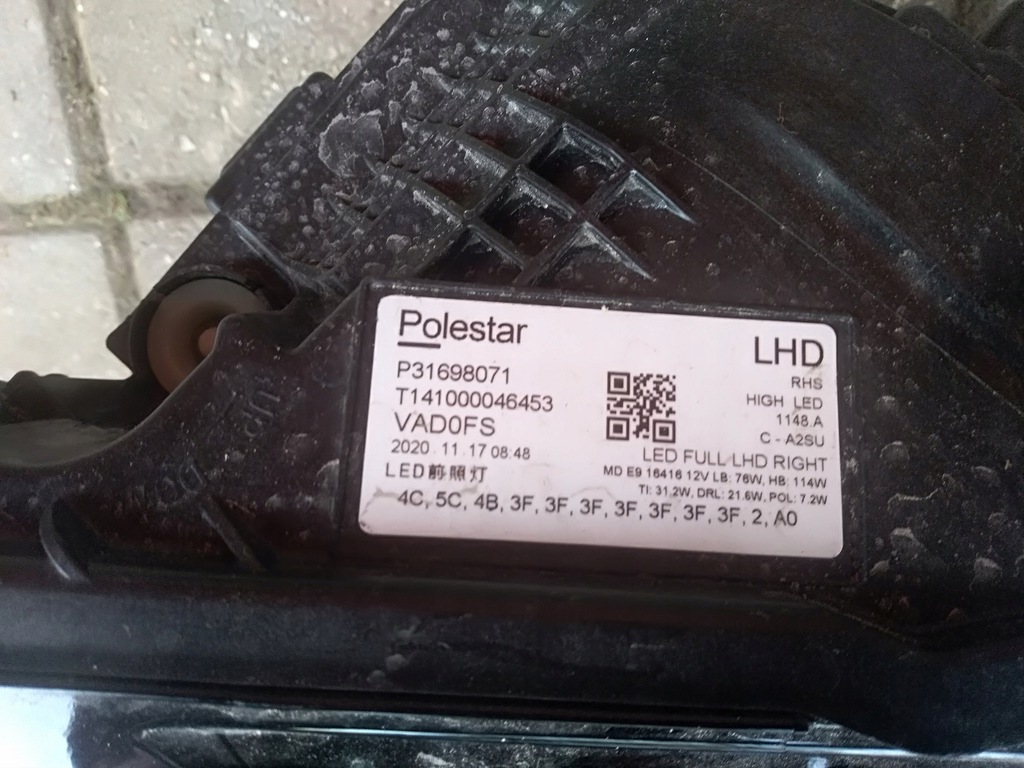 Polestar
P31698071
T141000046453
VAD0FS
2020 . 11. 17 08:48
LED前照灯
LHD
RHS
HIGH LED
1148.A
C - A2SU
LED FULL LHD RIGHT
MD E9 16416 12V LB: 76W, HB: 114W
TI: 31.2W, DRL: 21.6W, POL: 7.2W
4C, 5C, 4B, 3F, 3F, 3F, 3F, 3F, 3F, 3F, 2, A0